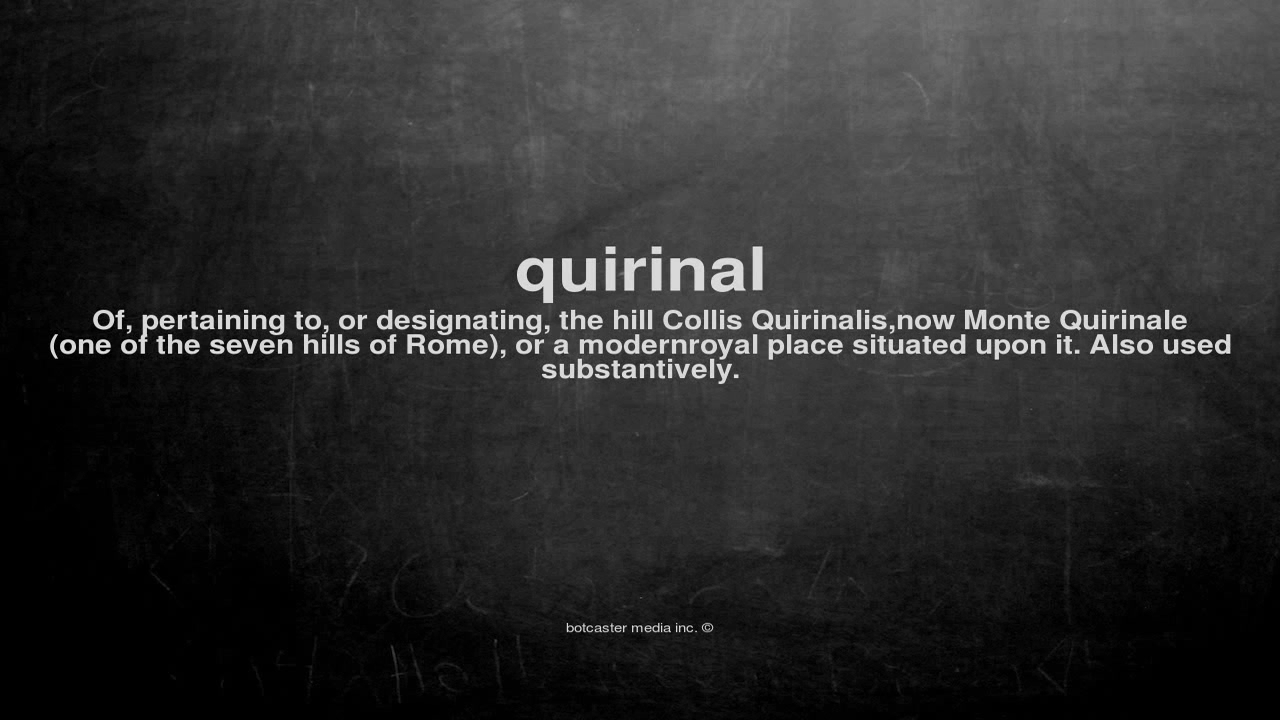 quirinal
Of, pertaining to, or designating, the hill Collis Quirinalis,now Monte Quirinale
(one of the seven hills of Rome), or a modernroyal place situated upon it. Also used
substantively.
botcaster media inc. ©